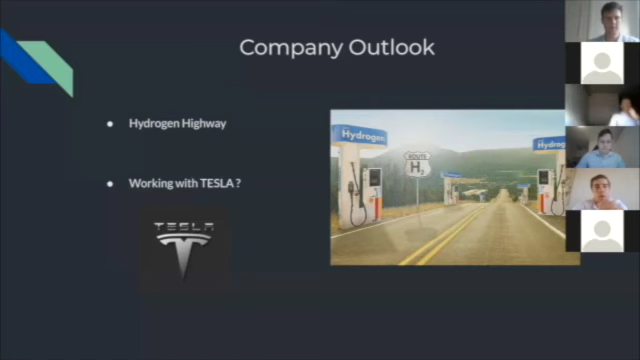 Company Outlook
Hydrogen Highway
Working with TESLA ?
TESLA
Hydrogen
ROUTE
H2
Hydrog